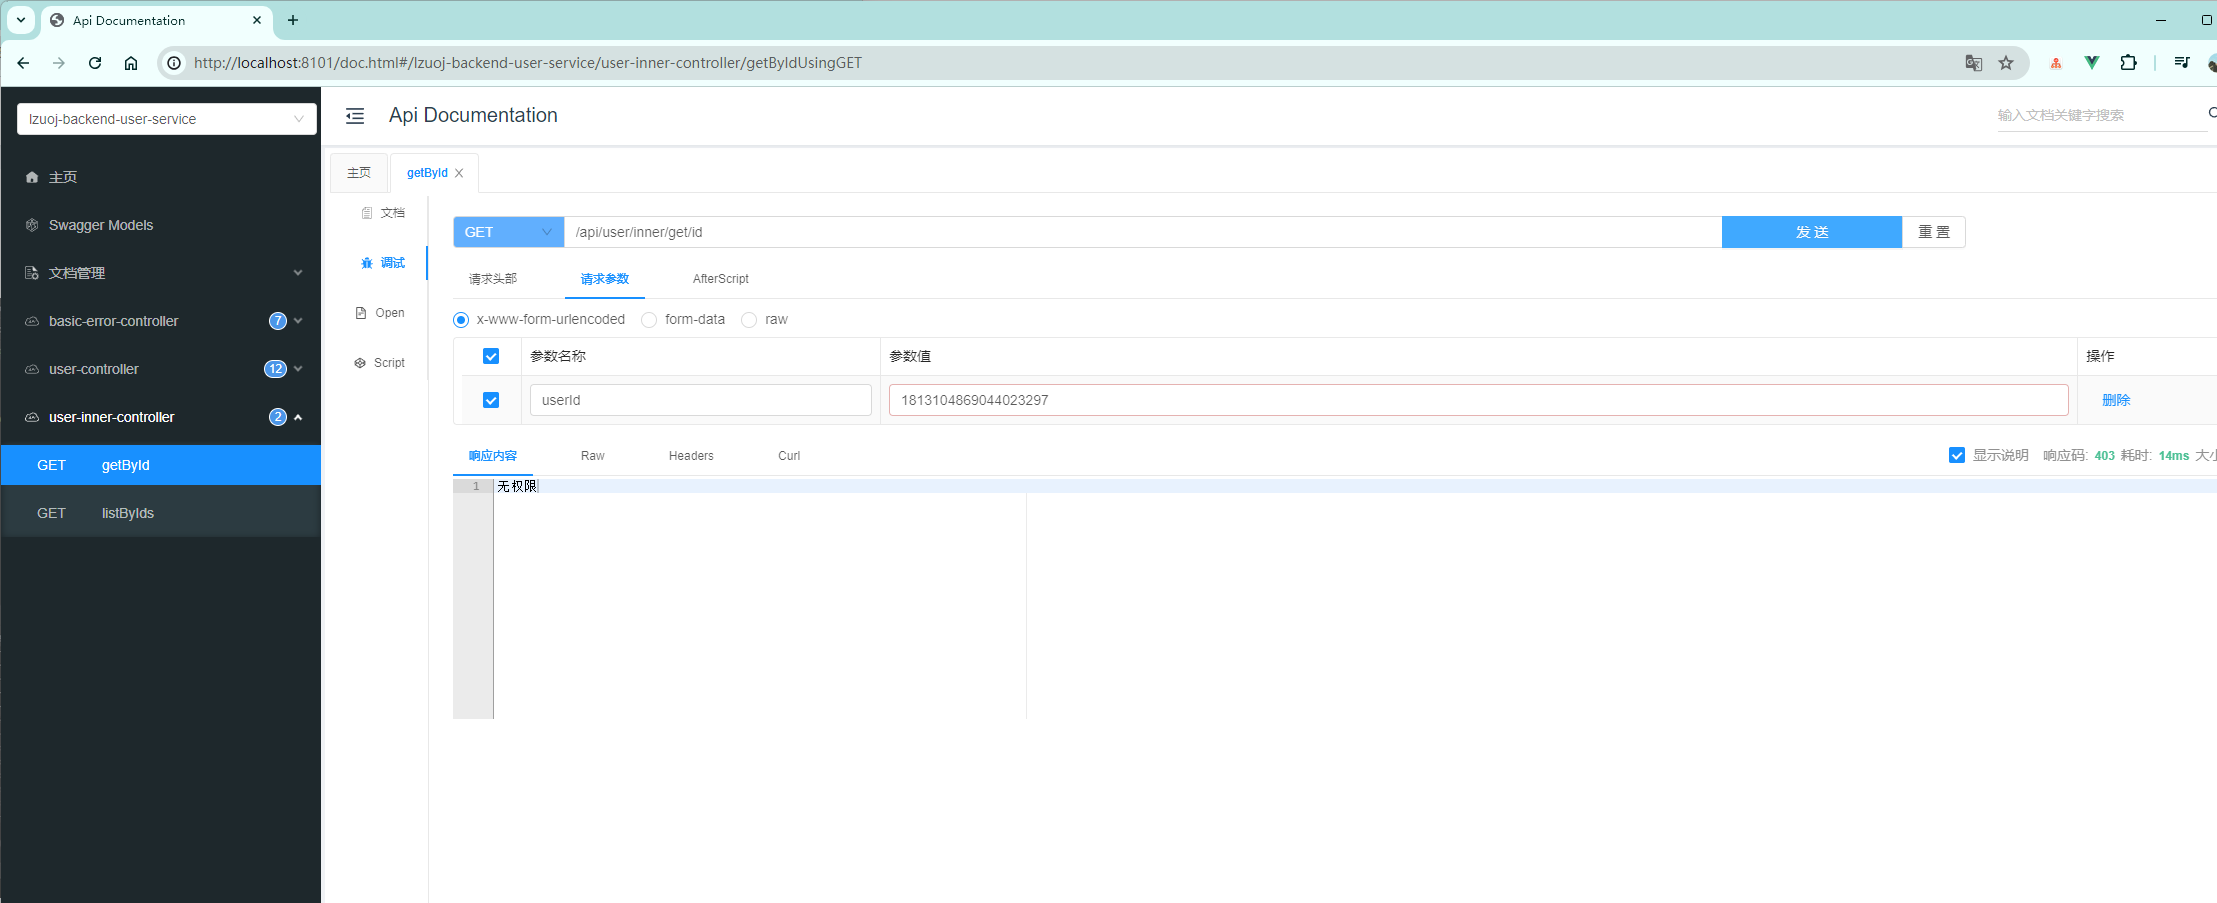 Api Documentation
http://localhost:8101/doc.html#/lzuoj-backend-user-service/user-inner-controller/getByIdUsingGET
lzuoj-backend-user-service
Api Documentation
输入文档关键字搜索
主页
Swagger Models
文档管理
basic-error-controller 7
user-controller 12
user-inner-controller 2
GET getById
GET listByIds
主页 getById
文档
调试
Open
Script
GET /api/user/inner/get/id 发 送 重 置
请求头部 请求参数 AfterScript
x-www-form-urlencoded form-data raw
参数名称 参数值 操作
userId 1813104869044023297 删除
响应内容 Raw Headers Curl 显示说明 响应码: 403 耗时: 14ms 大小
1 无权限